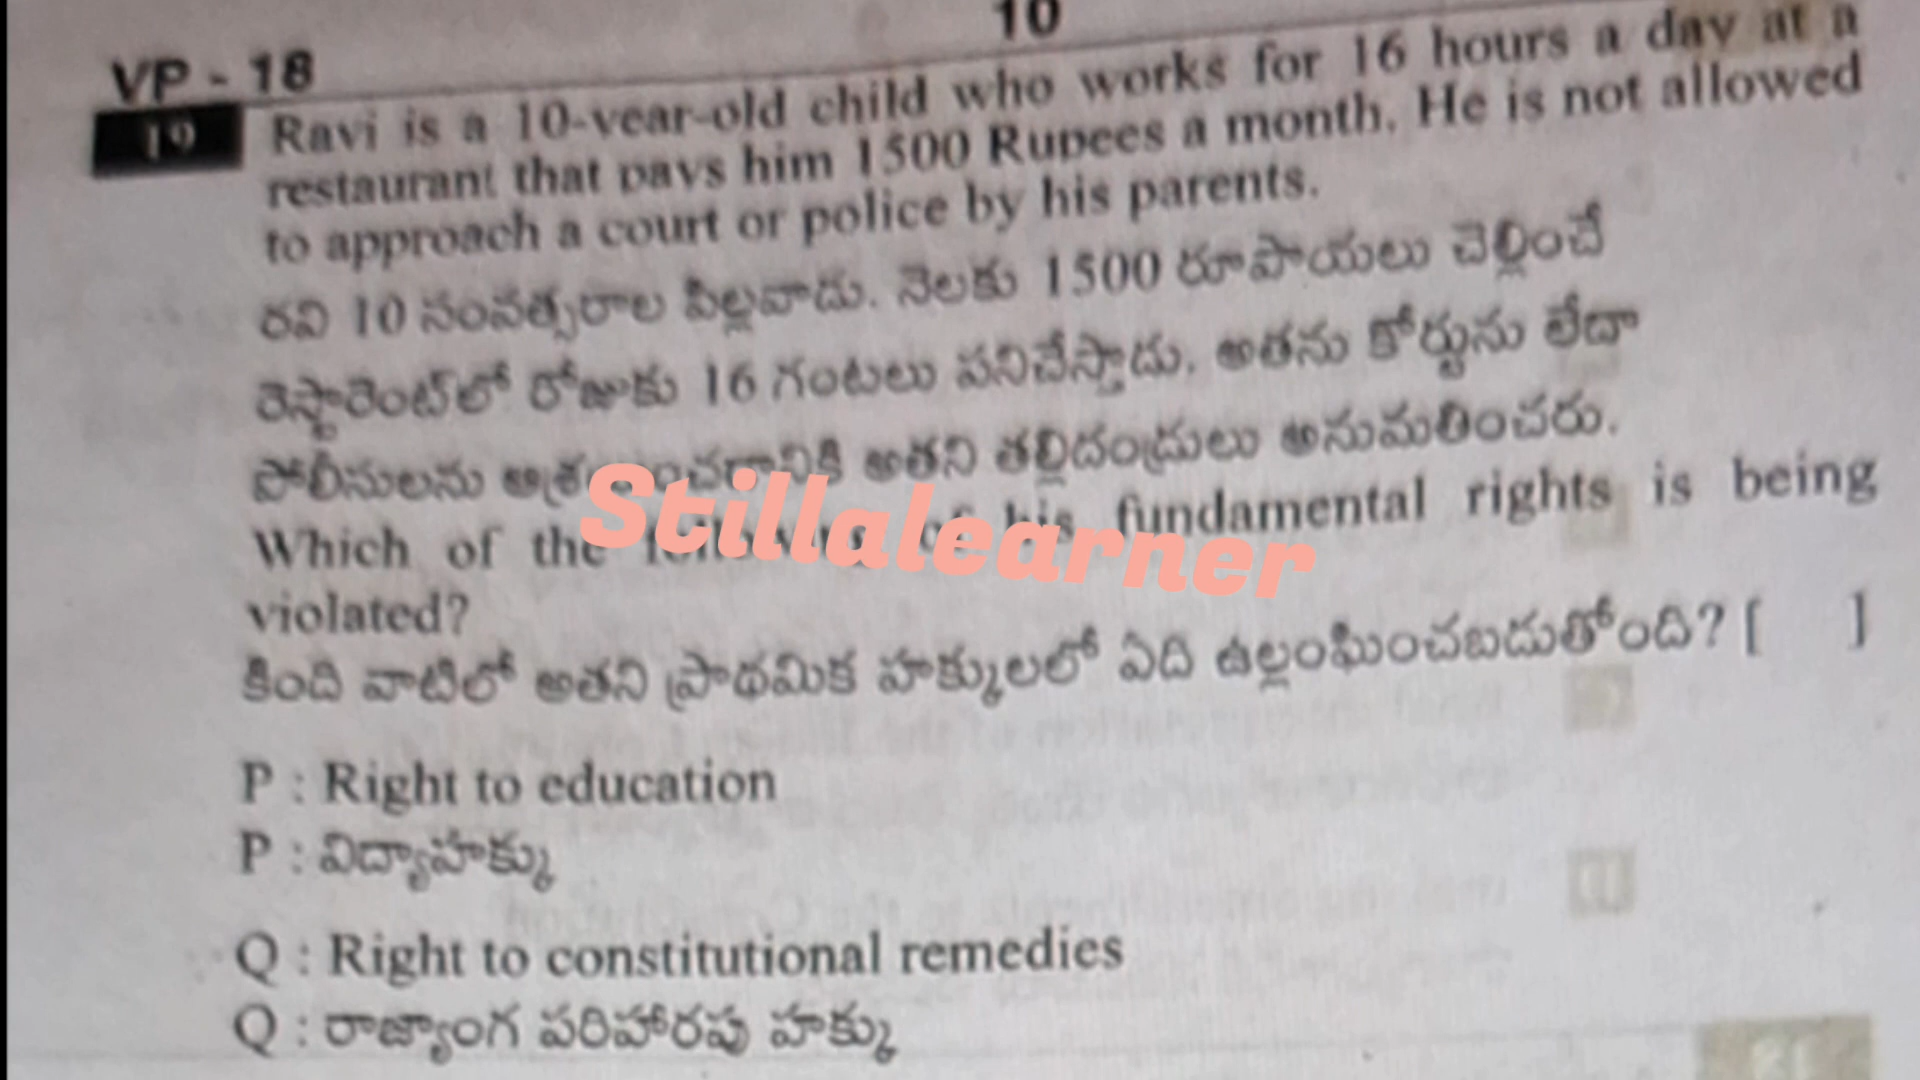 10
VP - 18
19 Ravi is a 10-year-old child who works for 16 hours a day at a
restaurant that pays him 1500 Rupees a month. He is not allowed
to approach a court or police by his parents.
రవి 10 సంవత్సరాల పిల్లవాడు. నెలకు 1500 రూపాయలు చెల్లించే
రెస్టారెంట్‌లో రోజుకు 16 గంటలు పనిచేస్తాడు. అతను కోర్టును లేదా
పోలీసులను అతని తల్లిదండ్రులు అనుమతించరు.
Stillalearner
Which of the of his fundamental rights is being
violated?
కింది వాటిలో అతని ప్రాథమిక హక్కులలో ఏది ఉల్లంఘించబడుతోంది? [ ]
P : Right to education
P : విద్యాహక్కు
Q : Right to constitutional remedies
Q : రాజ్యాంగ పరిహారపు హక్కు